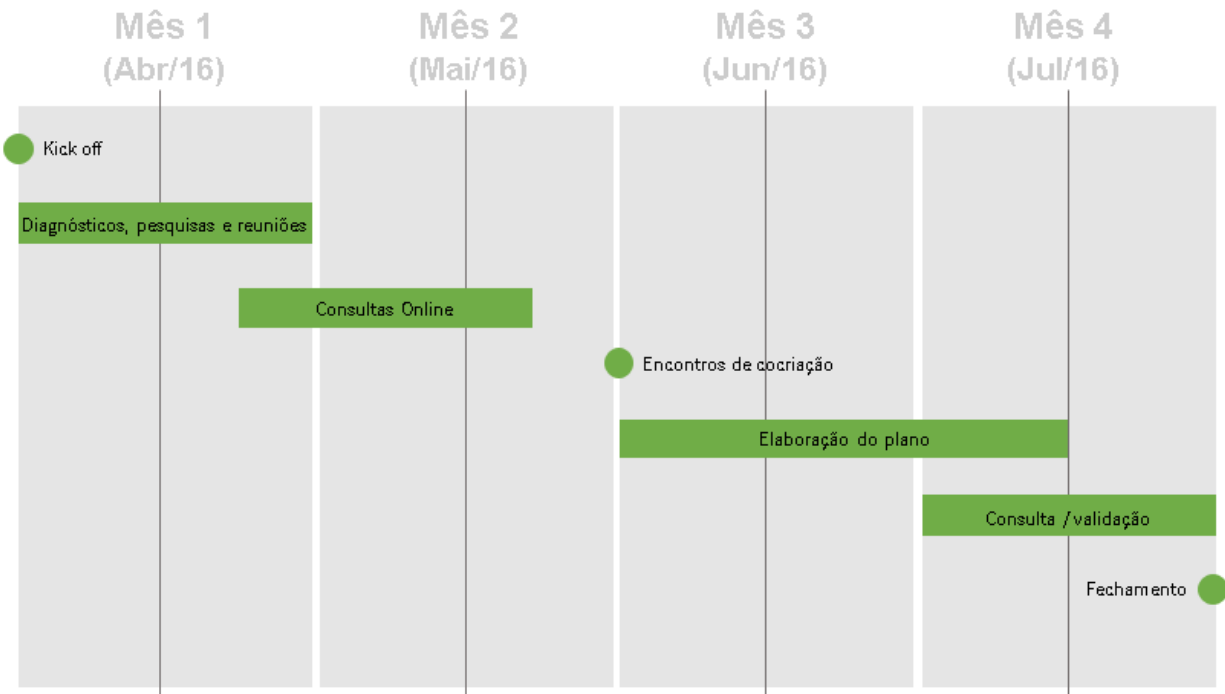 Mês 1
(Abr/16)
Mês 2
(Mai/16)
Mês 3
(Jun/16)
Mês 4
(Jul/16)
Kick off
Diagnósticos, pesquisas e reuniões
Consultas Online
Encontros de cocriação
Elaboração do plano
Consulta /validação
Fechamento